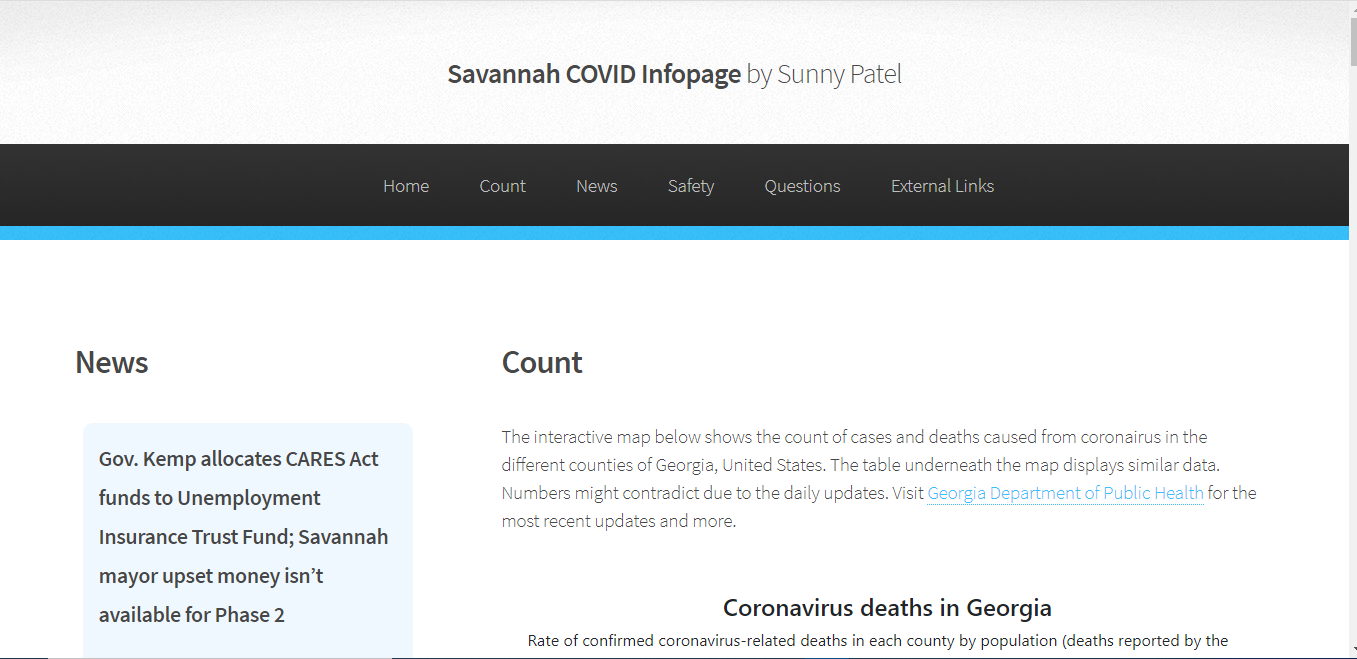 Savannah COVID Infopage by Sunny Patel
Home Count News Safety Questions External Links
News
Gov. Kemp allocates CARES Act
funds to Unemployment
Insurance Trust Fund; Savannah
mayor upset money isn’t
available for Phase 2
Count
The interactive map below shows the count of cases and deaths caused from coronairus in the
different counties of Georgia, United States. The table underneath the map displays similar data.
Numbers might contradict due to the daily updates. Visit Georgia Department of Public Health for the
most recent updates and more.
Coronavirus deaths in Georgia
Rate of confirmed coronavirus-related deaths in each county by population (deaths reported by the